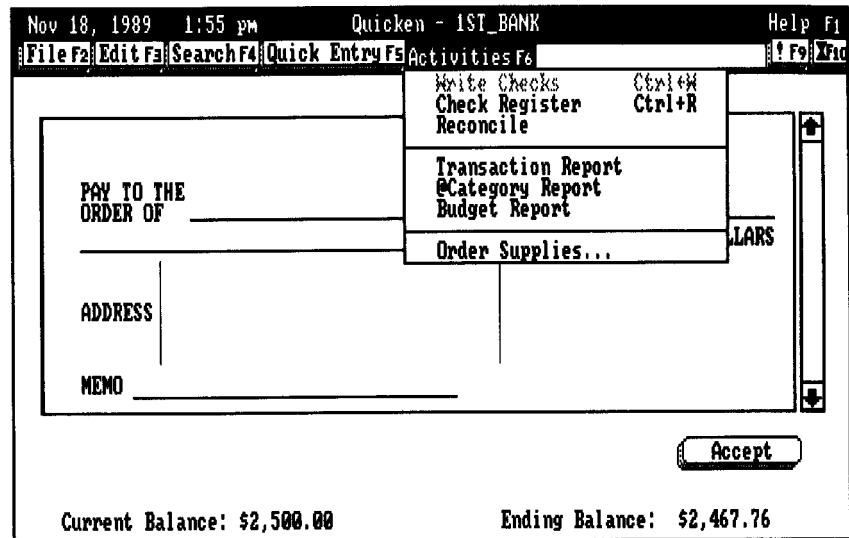 Nov 18, 1989 1:55 pm Quicken - 1ST_BANK Help F1
File F2 Edit F3 Search F4 Quick Entry F5 Activities F6 ! F9 X F10
Write Checks Ctrl+W
Check Register Ctrl+R
Reconcile
Transaction Report
@Category Report
Budget Report
Order Supplies...
PAY TO THE
ORDER OF
LLARS
ADDRESS
MEMO
Accept
Current Balance: $2,500.00 Ending Balance: $2,467.76